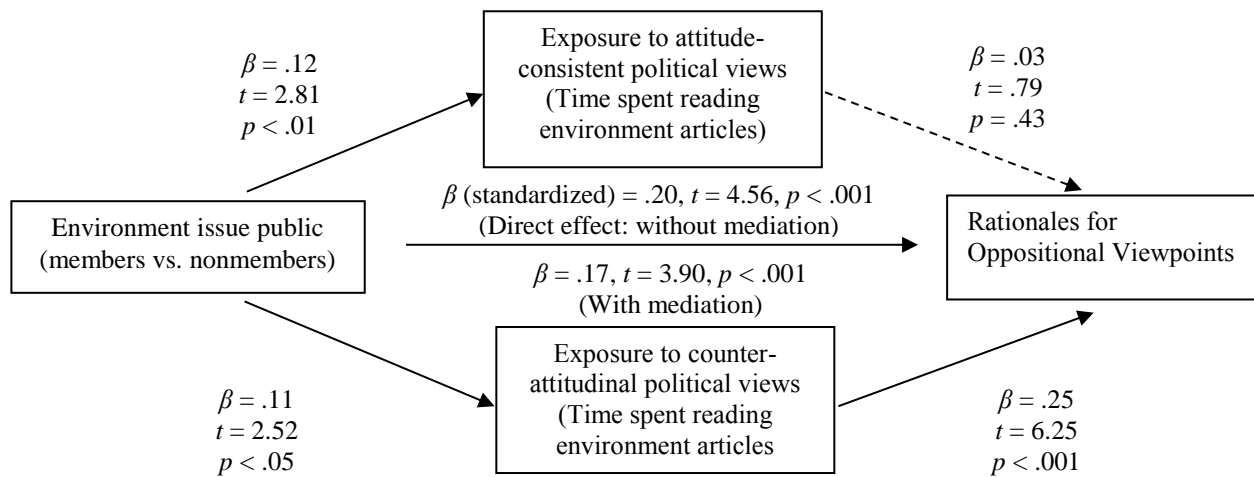 Exposure to attitude-
consistent political views
(Time spent reading
environment articles)
β = .12
t = 2.81
p < .01
β = .03
t = .79
p = .43
Environment issue public
(members vs. nonmembers)
β (standardized) = .20, t = 4.56, p < .001
(Direct effect: without mediation)
β = .17, t = 3.90, p < .001
(With mediation)
Rationales for
Oppositional Viewpoints
Exposure to counter-
attitudinal political views
(Time spent reading
environment articles
β = .11
t = 2.52
p < .05
β = .25
t = 6.25
p < .001